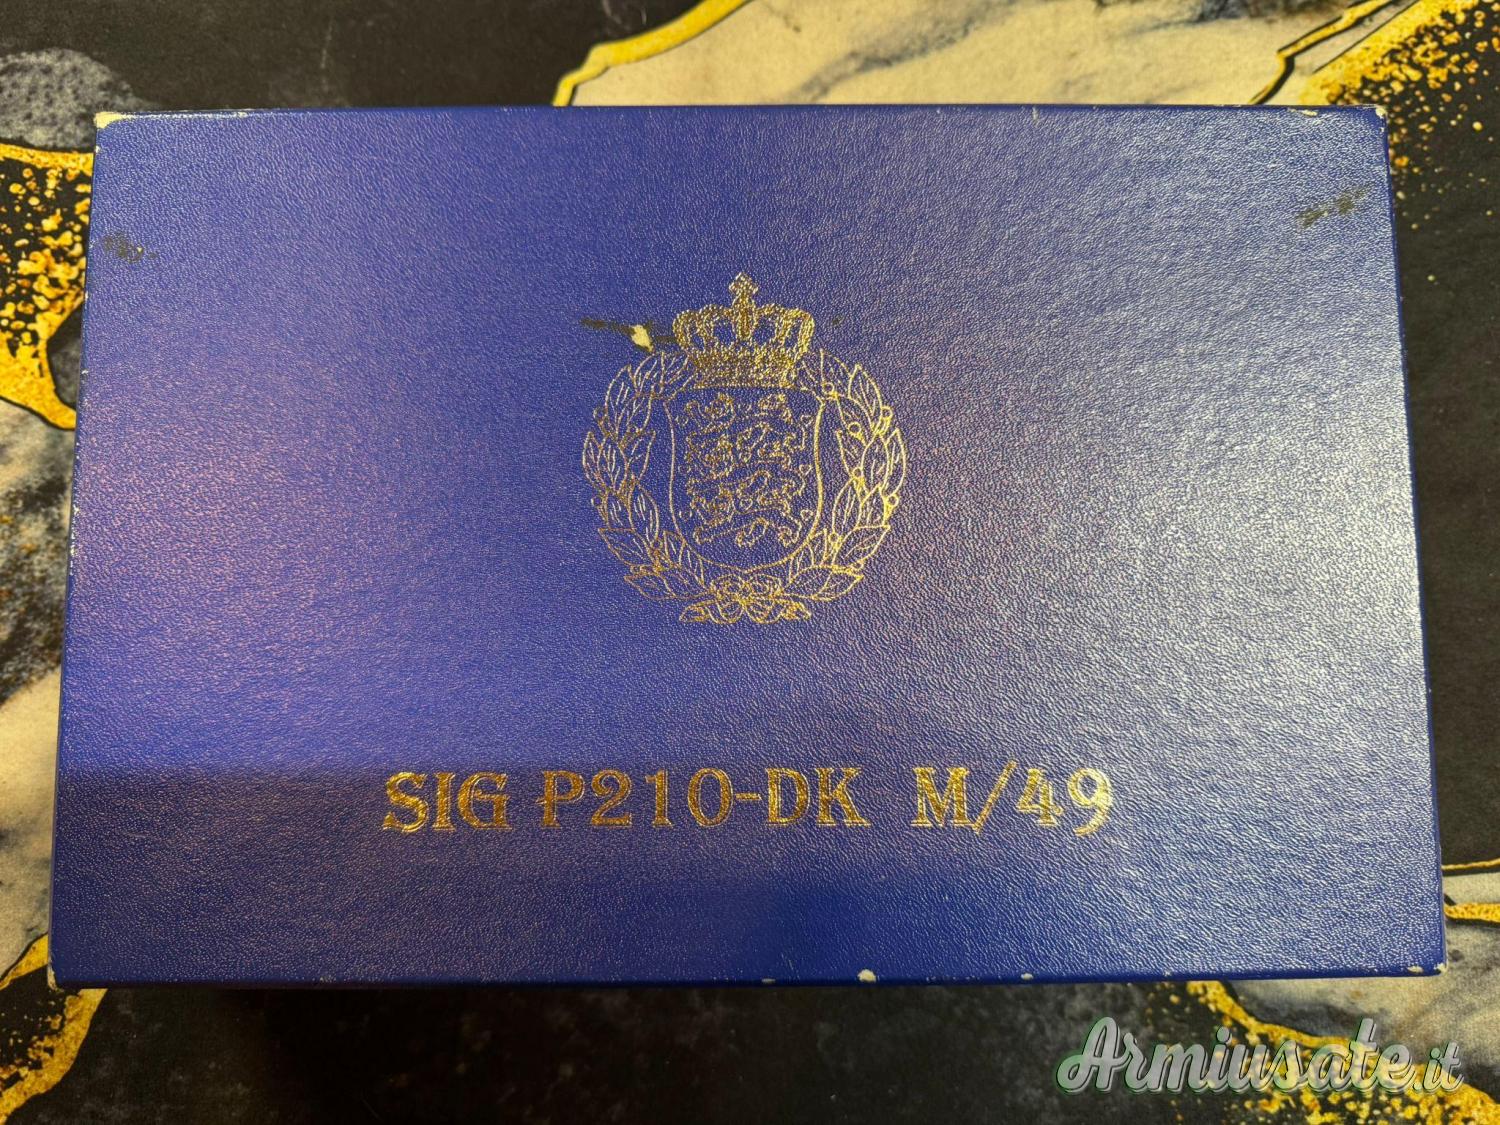 SIG P210-DK M/49
Armiusate.it